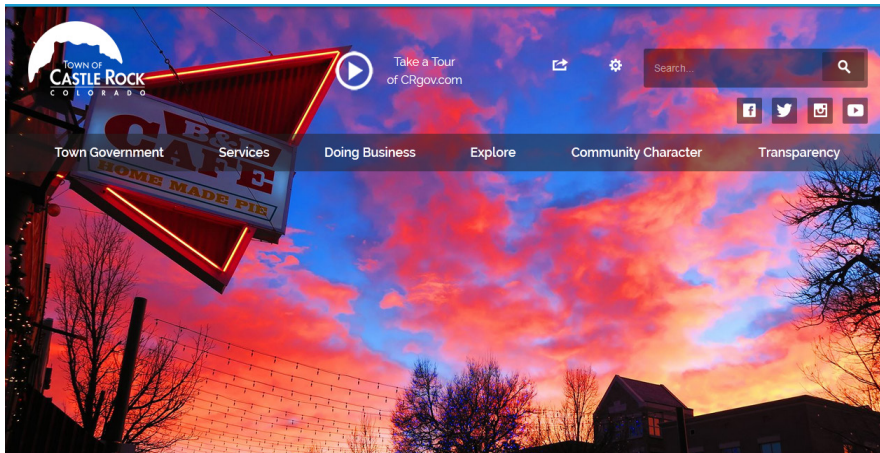 TOWN OF
CASTLE ROCK
COLORADO
Take a Tour
of CRgov.com
Search...
Town Government
Services
Doing Business
Explore
Community Character
Transparency
B&B
CAFE
HOME MADE PIE